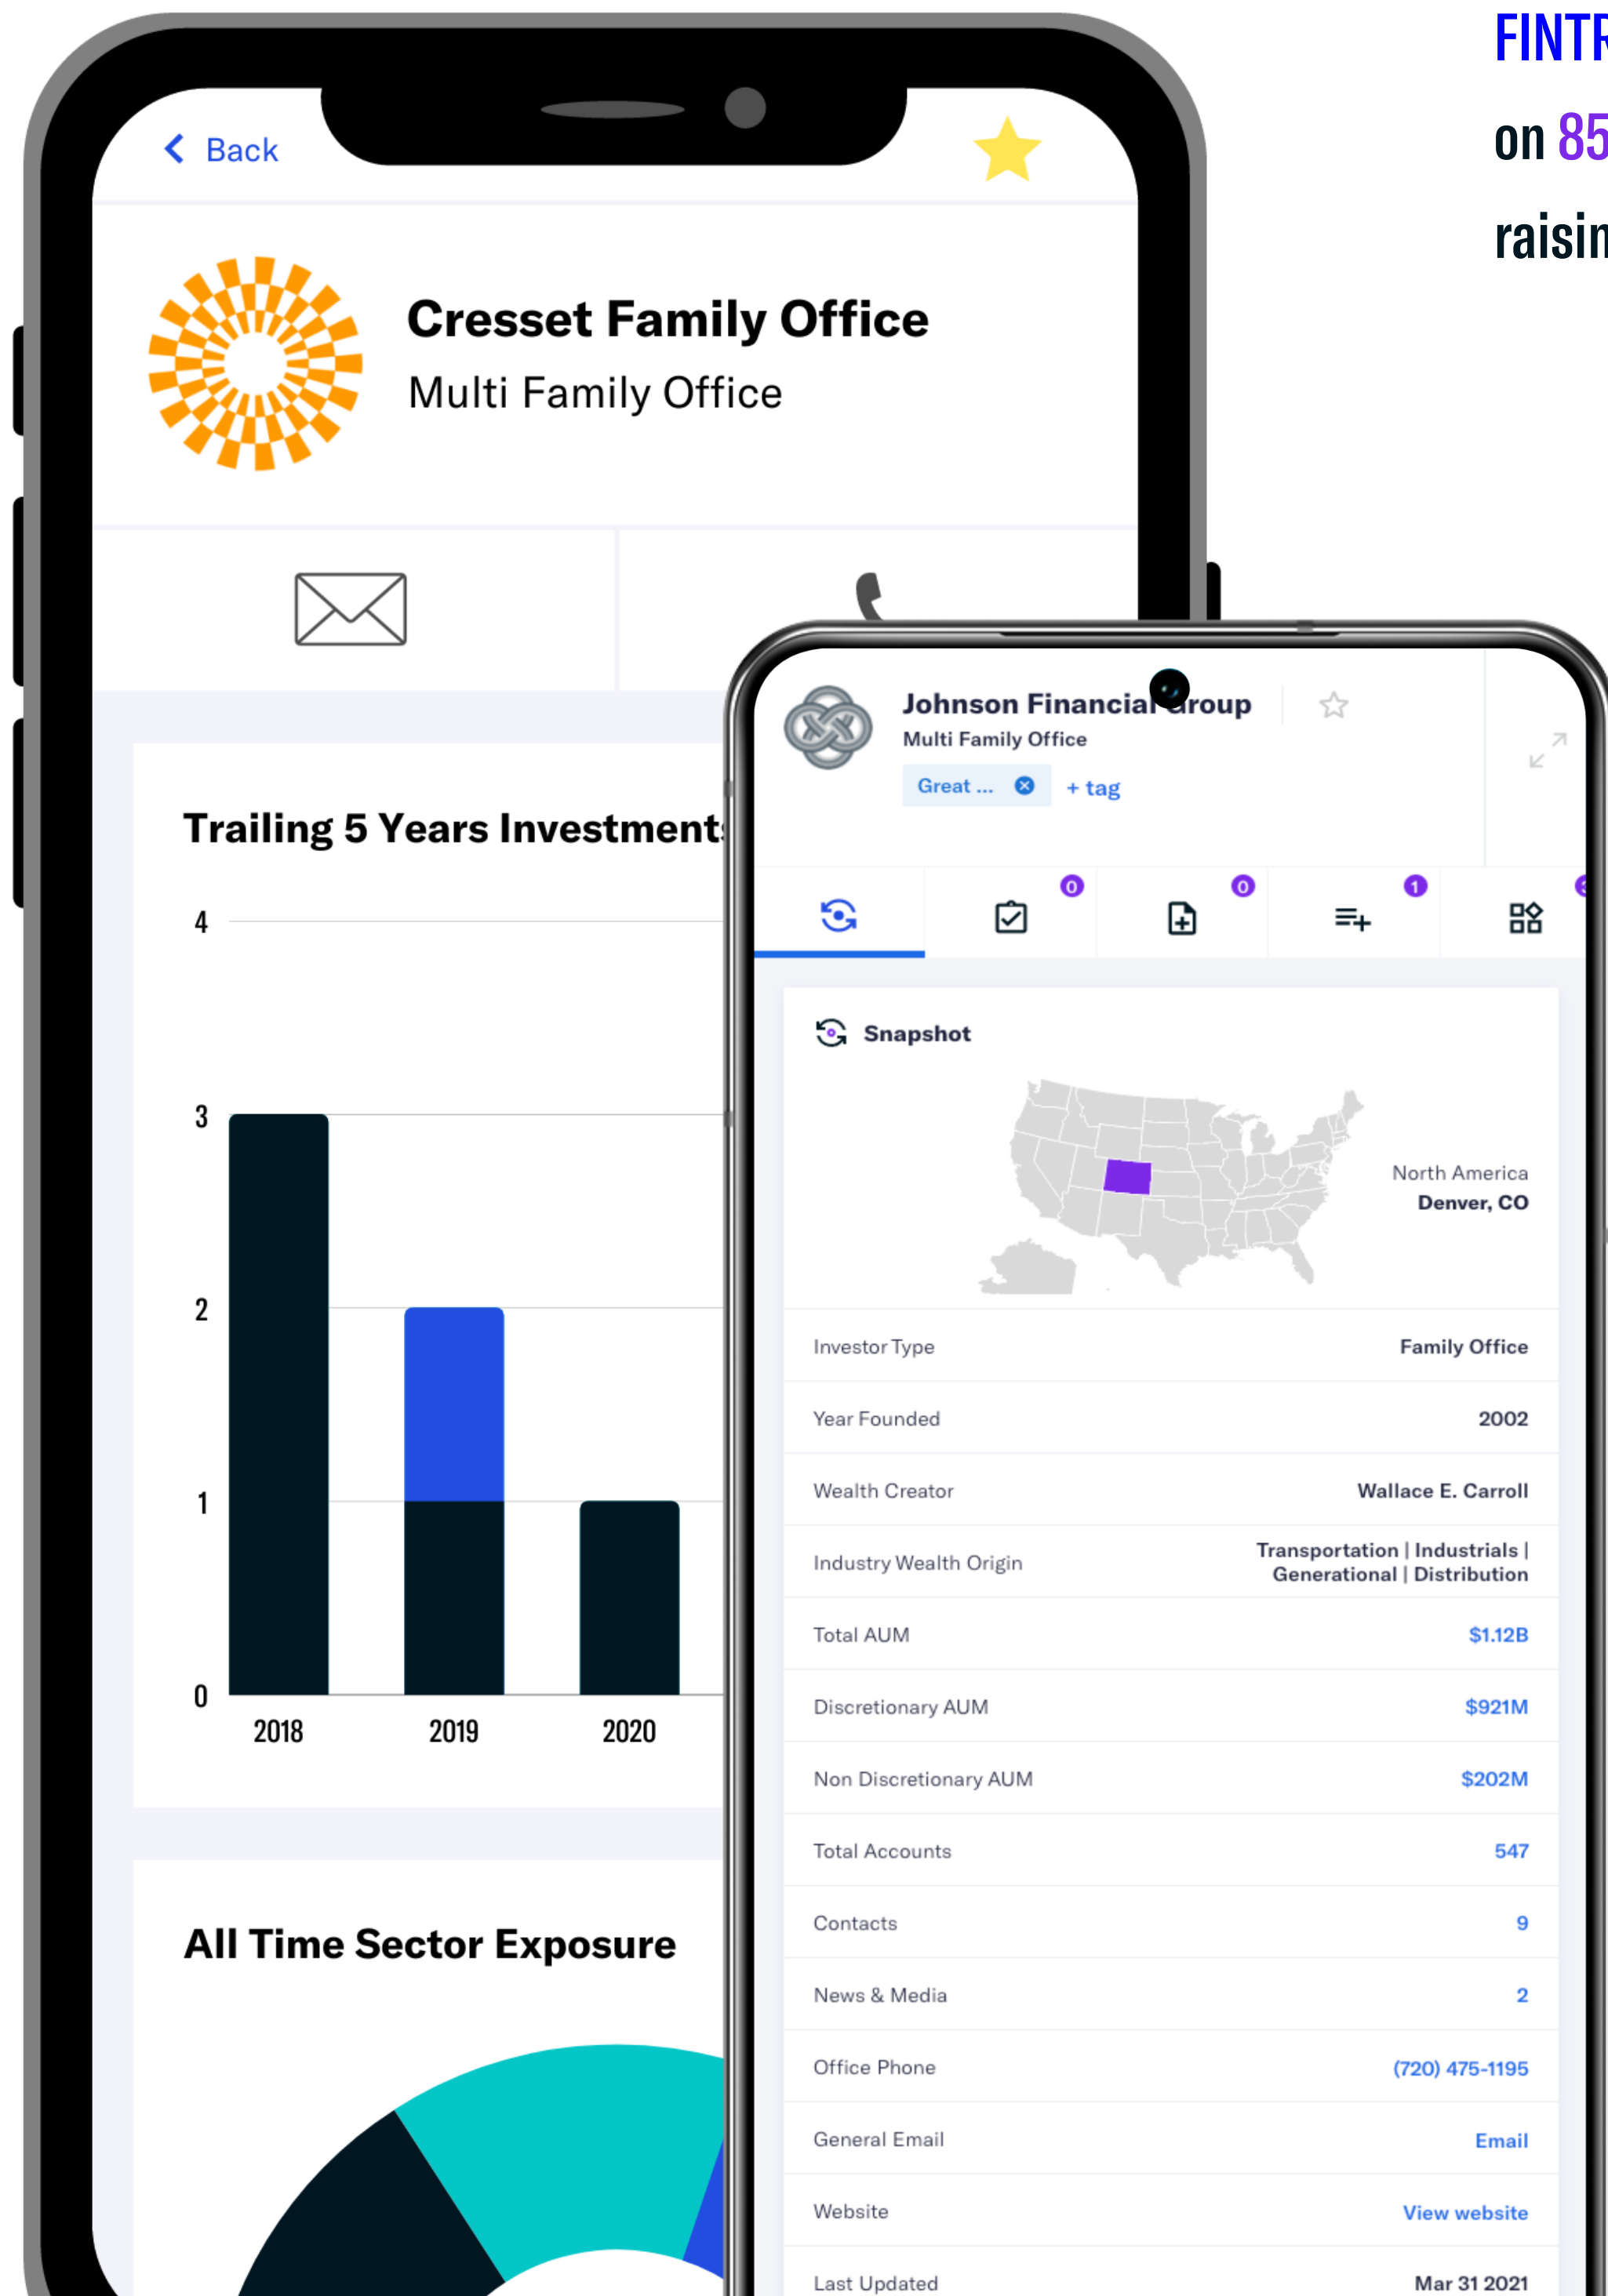 FINTR
on 85
raisin
Back
Cresset Family Office
Multi Family Office
Trailing 5 Years Investments
4
3
2
1
0
2018
2019
2020
All Time Sector Exposure
Johnson Financial Group
Multi Family Office
Great ...
+ tag
0
0
1
Snapshot
North America
Denver, CO
Investor Type
Family Office
Year Founded
2002
Wealth Creator
Wallace E. Carroll
Industry Wealth Origin
Transportation | Industrials |
Generational | Distribution
Total AUM
$1.12B
Discretionary AUM
$921M
Non Discretionary AUM
$202M
Total Accounts
547
Contacts
9
News & Media
2
Office Phone
(720) 475-1195
General Email
Email
Website
View website
Last Updated
Mar 31 2021